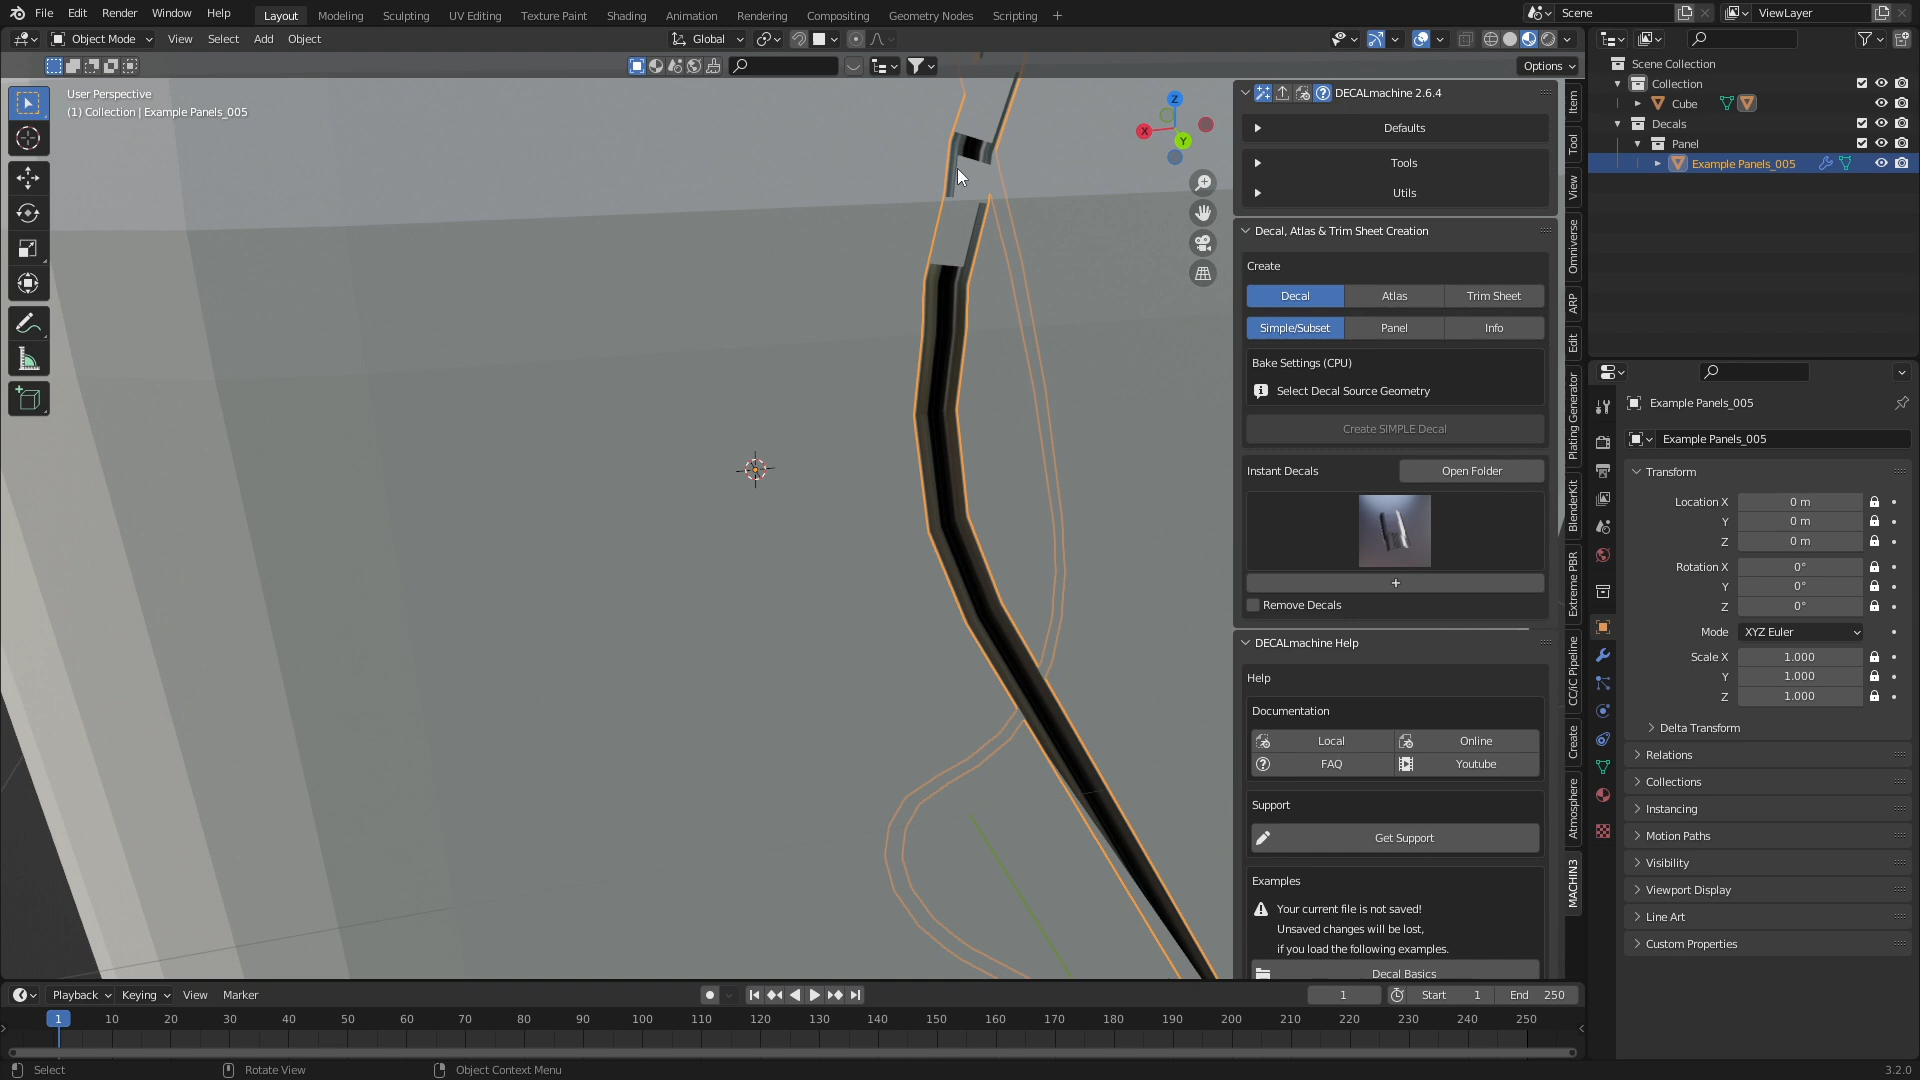 File Edit Render Window Help Layout Modeling Sculpting UV Editing Texture Paint Shading Animation Rendering Compositing Geometry Nodes Scripting + Scene ViewLayer
Object Mode View Select Add Object Global
Options
User Perspective
(1) Collection | Example Panels_005
Z
X
Y
DECALmachine 2.6.4
Defaults
Tools
Utils
Decal, Atlas & Trim Sheet Creation
Create
Decal Atlas Trim Sheet
Simple/Subset Panel Info
Bake Settings (CPU)
Select Decal Source Geometry
Create SIMPLE Decal
Instant Decals Open Folder
+
Remove Decals
DECALmachine Help
Help
Documentation
Local Online
FAQ Youtube
Support
Get Support
Examples
Your current file is not saved!
Unsaved changes will be lost,
if you load the following examples.
Decal Basics
Item
Tool
View
Omniverse
ARP
Edit
Plating Generator
BlenderKit
Extreme PBR
CC/iC Pipeline
Create
Atmosphere
MACHIN3
Scene Collection
Collection
Cube
Decals
Panel
Example Panels_005
Example Panels_005
Example Panels_005
Transform
Location X 0 m
Y 0 m
Z 0 m
Rotation X 0°
Y 0°
Z 0°
Mode XYZ Euler
Scale X 1.000
Y 1.000
Z 1.000
Delta Transform
Relations
Collections
Instancing
Motion Paths
Visibility
Viewport Display
Line Art
Custom Properties
Playback Keying View Marker 1 Start 1 End 250
1 10 20 30 40 50 60 70 80 90 100 110 120 130 140 150 160 170 180 190 200 210 220 230 240 250
Select Rotate View Object Context Menu 3.2.0